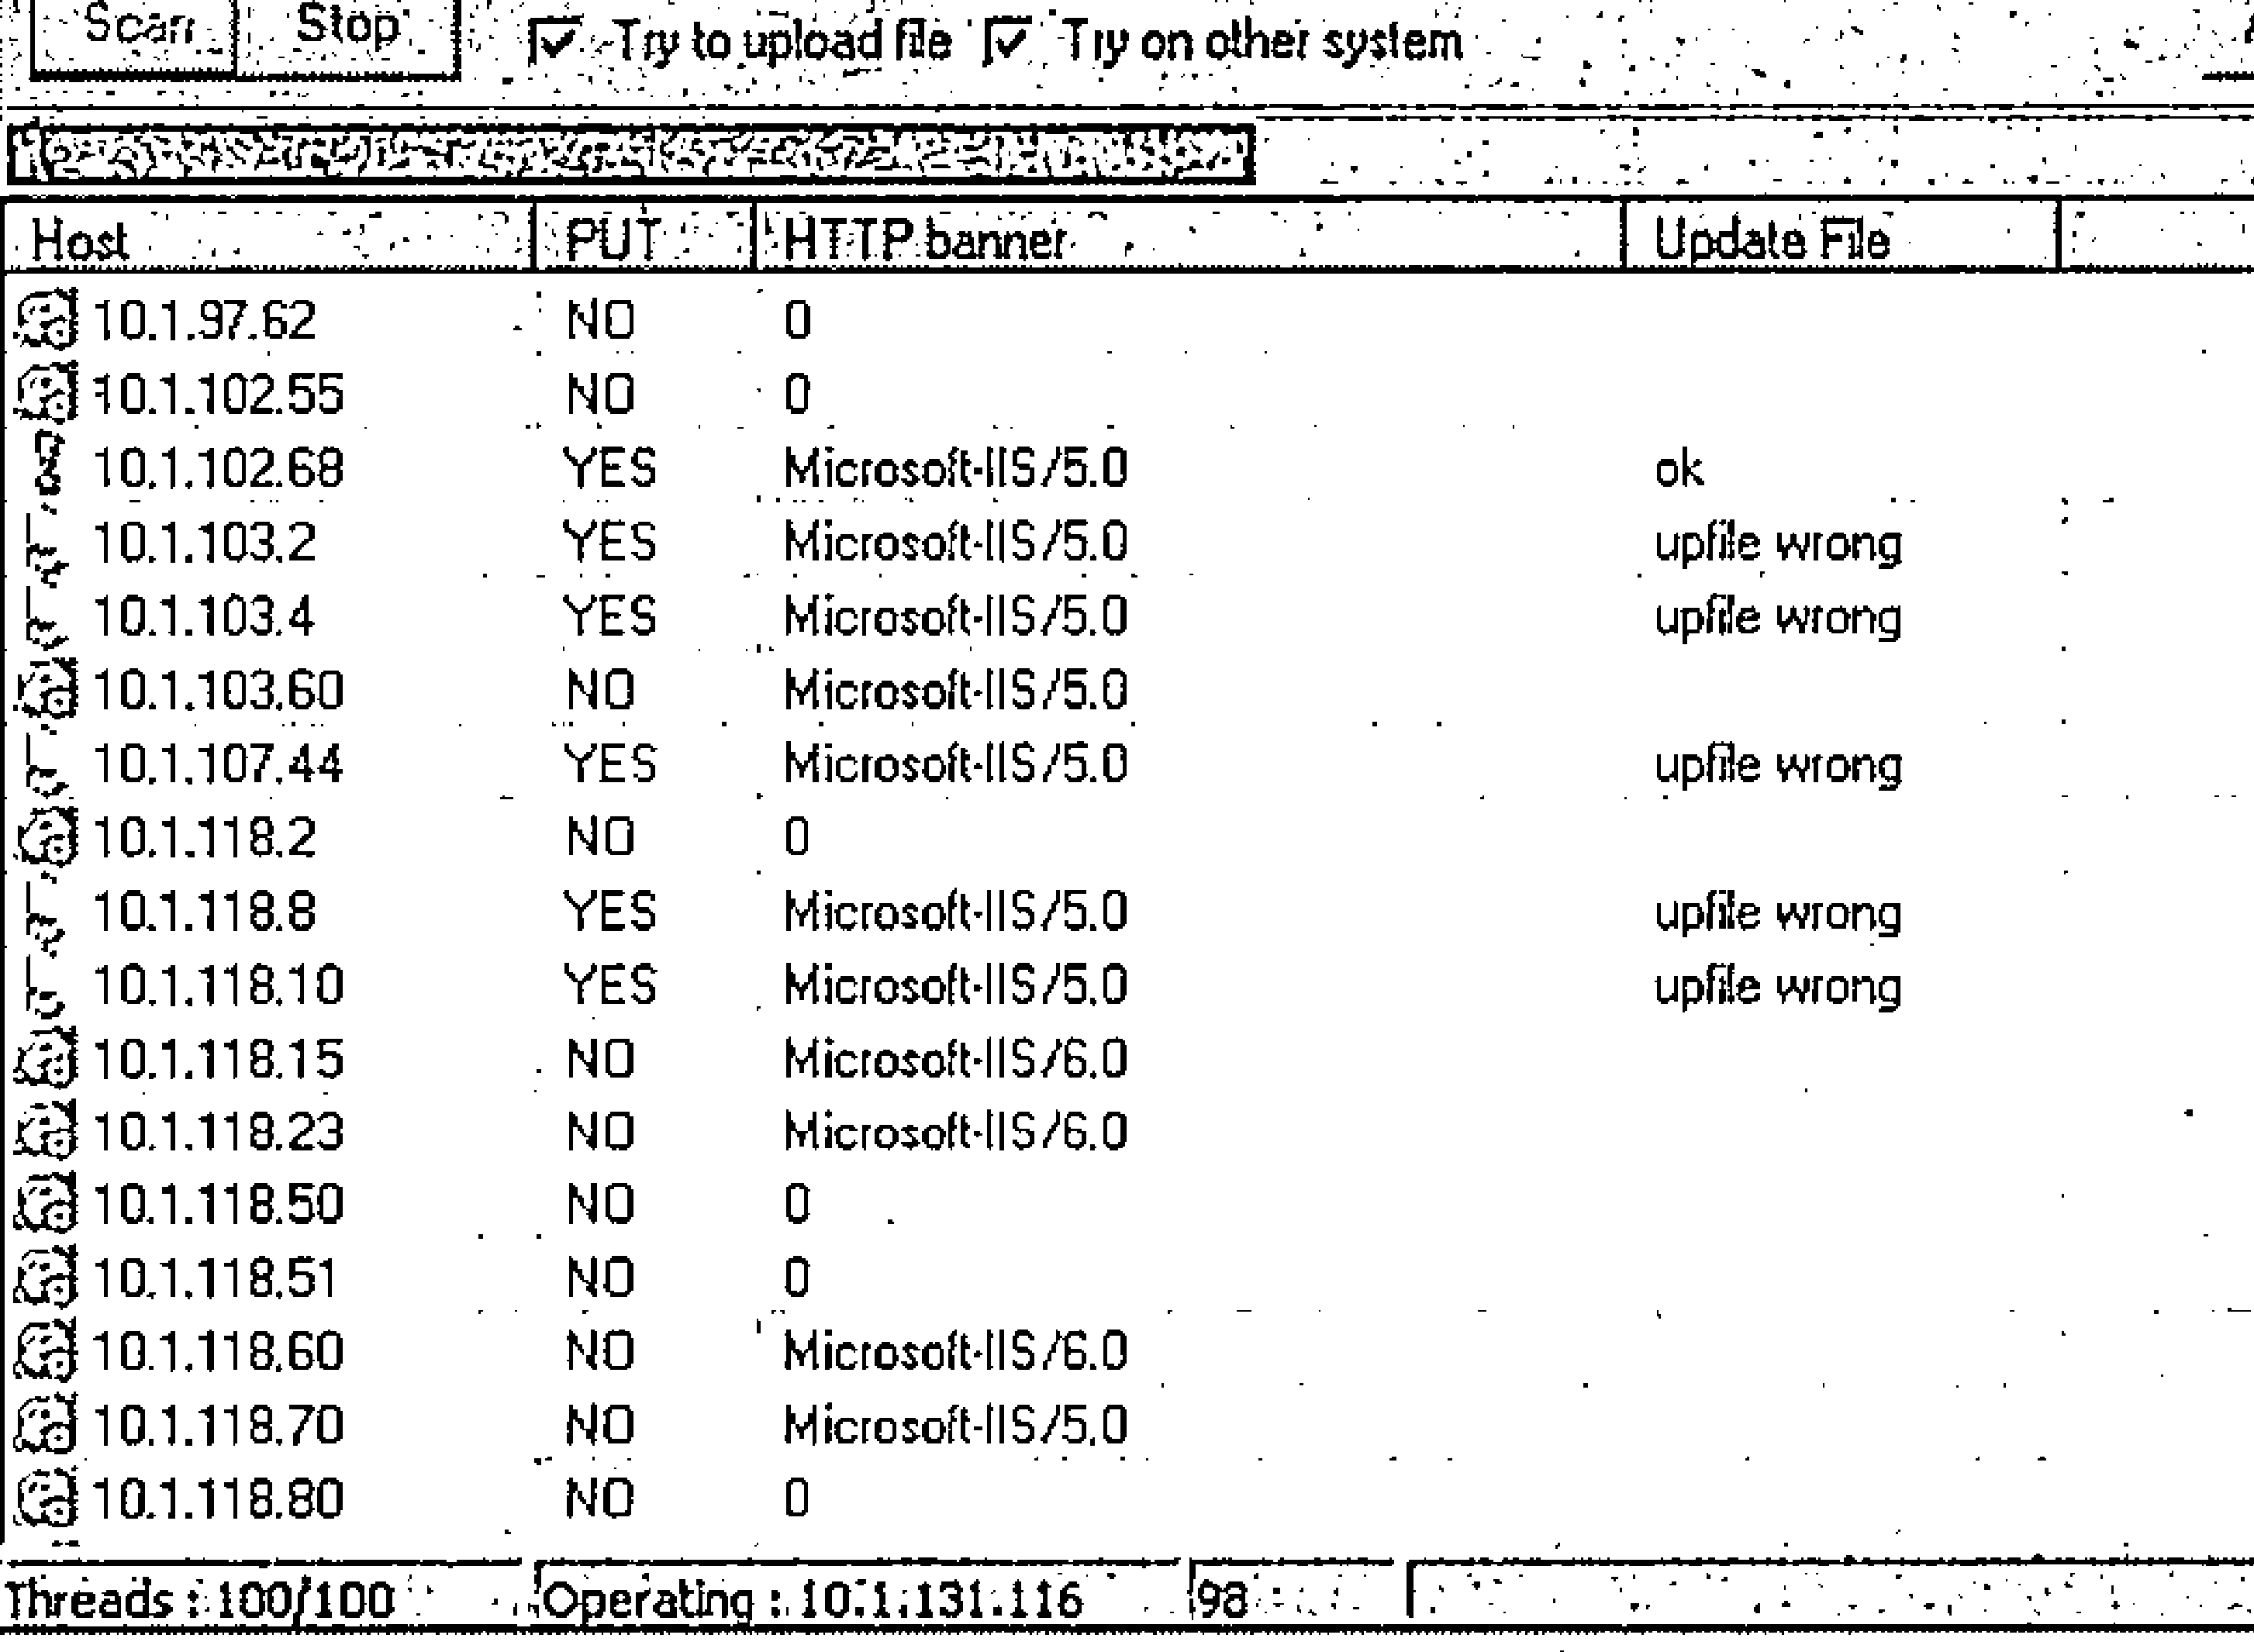 Scan Stop Try to upload file Try on other system
Host PUT HTTP banner Update File
10.1.97.62 NO 0
10.1.102.55 NO 0
10.1.102.68 YES Microsoft-IIS/5.0 ok
10.1.103.2 YES Microsoft-IIS/5.0 upfile wrong
10.1.103.4 YES Microsoft-IIS/5.0 upfile wrong
10.1.103.60 NO Microsoft-IIS/5.0
10.1.107.44 YES Microsoft-IIS/5.0 upfile wrong
10.1.118.2 NO 0
10.1.118.8 YES Microsoft-IIS/5.0 upfile wrong
10.1.118.10 YES Microsoft-IIS/5.0 upfile wrong
10.1.118.15 NO Microsoft-IIS/6.0
10.1.118.23 NO Microsoft-IIS/6.0
10.1.118.50 NO 0
10.1.118.51 NO 0
10.1.118.60 NO Microsoft-IIS/6.0
10.1.118.70 NO Microsoft-IIS/5.0
10.1.118.80 NO 0
Threads : 100/100 Operating : 10.1.131.116 98